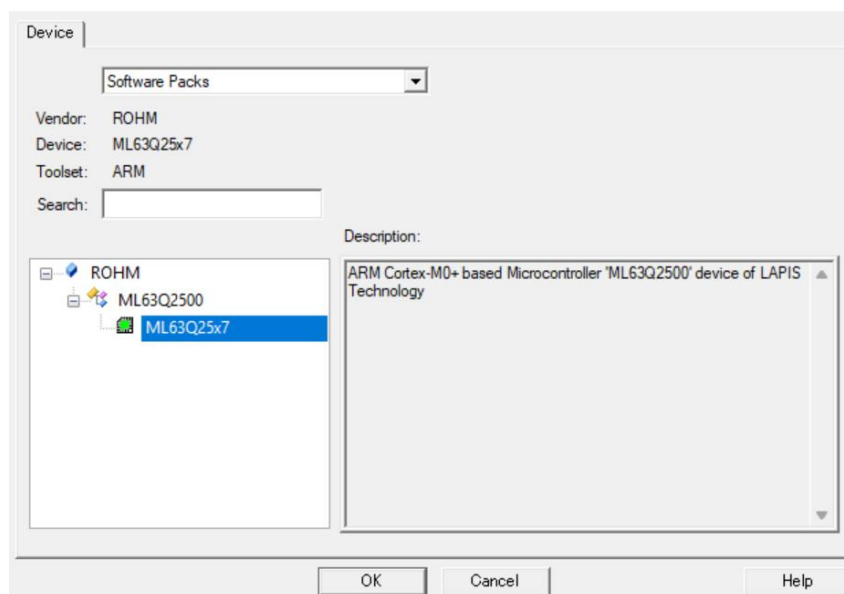 Device
Software Packs
Vendor: ROHM
Device: ML63Q25x7
Toolset: ARM
Search:
Description:
ROHM
ML63Q2500
ML63Q25x7
ARM Cortex-M0+ based Microcontroller 'ML63Q2500' device of LAPIS
Technology
OK Cancel Help